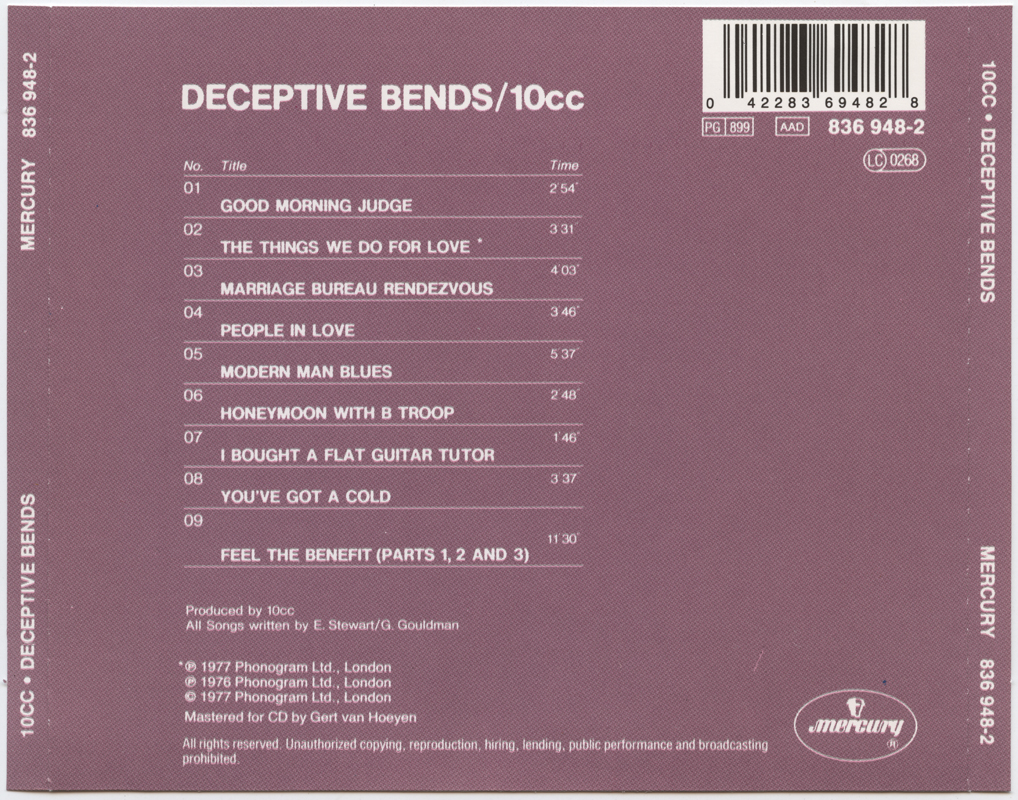 MERCURY 836 948-2
10CC • DECEPTIVE BENDS
DECEPTIVE BENDS/10cc
0 42283 69482 8
PG 899 AAD 836 948-2
LC 0268
No. Title Time
01 2'54"
GOOD MORNING JUDGE
02 3'31"
THE THINGS WE DO FOR LOVE *
03 4'03"
MARRIAGE BUREAU RENDEZVOUS
04 3'46"
PEOPLE IN LOVE
05 5'37"
MODERN MAN BLUES
06 2'48"
HONEYMOON WITH B TROOP
07 1'46"
I BOUGHT A FLAT GUITAR TUTOR
08 3'37"
YOU'VE GOT A COLD
09
11'30"
FEEL THE BENEFIT (PARTS 1, 2 AND 3)
Produced by 10cc
All Songs written by E. Stewart/G. Gouldman
*℗ 1977 Phonogram Ltd., London
℗ 1976 Phonogram Ltd., London
© 1977 Phonogram Ltd., London
Mastered for CD by Gert van Hoeyen
All rights reserved. Unauthorized copying, reproduction, hiring, lending, public performance and broadcasting
prohibited.
mercury ®
10CC • DECEPTIVE BENDS
MERCURY 836 948-2